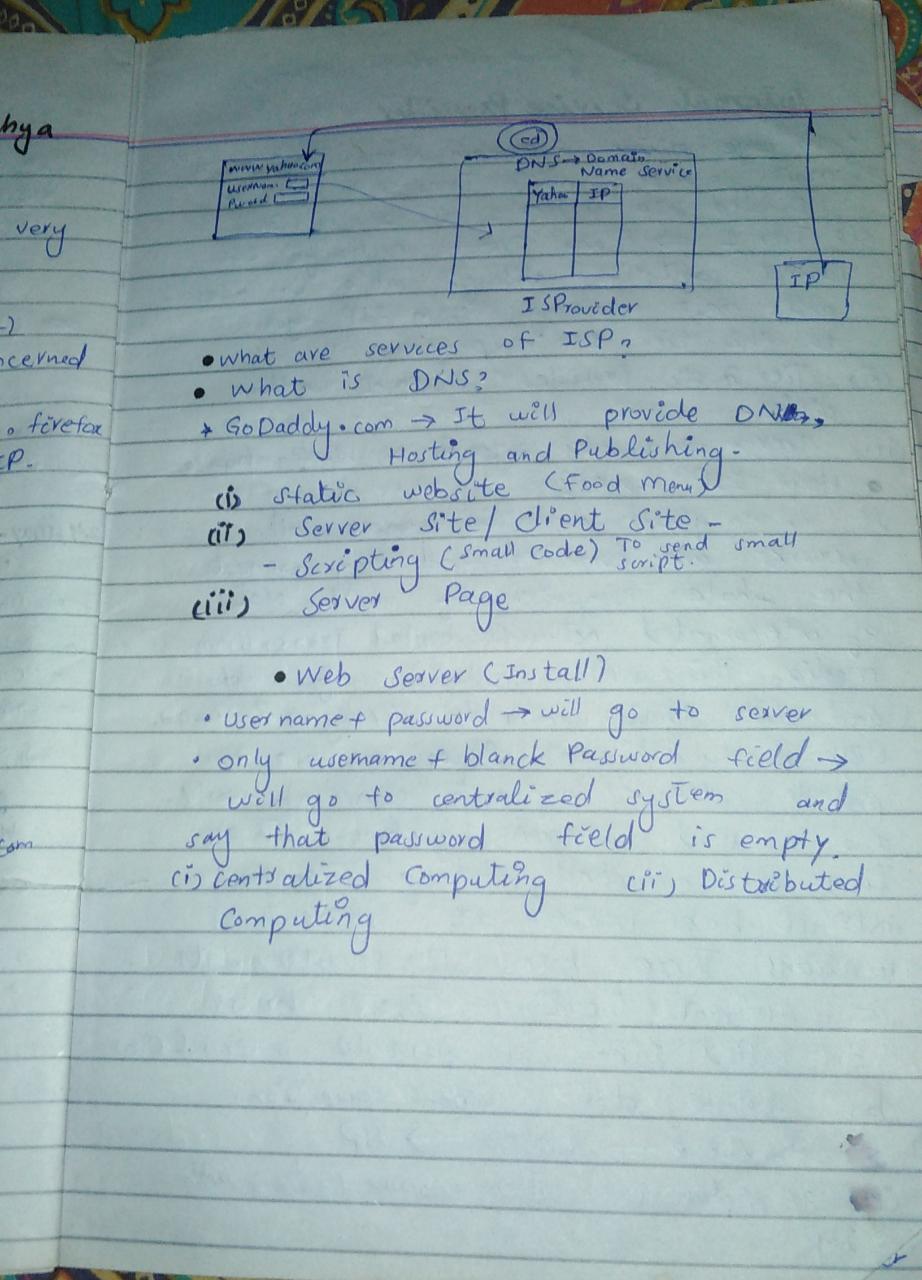 hya
very
ncerned
firefox
P.
com
ed
www.yahoo.com
Username
Pword
DNS → Domain
Name Service
Yahoo IP
IP
ISProvider
• what are services of ISP?
• what is DNS?
* GoDaddy.com → It will provide DNS,
Hosting and Publishing.
(i) Static website (Food menu)
(ii) Server Site/Client Site -
- Scripting (small Code) To send small
script.
(iii) Server Page
• Web Server (Install)
• Username + password → will go to server
• only username + blanck Password field →
will go to centralized system and
say that password field is empty.
(i) Centralized Computing (ii) Distributed
Computing